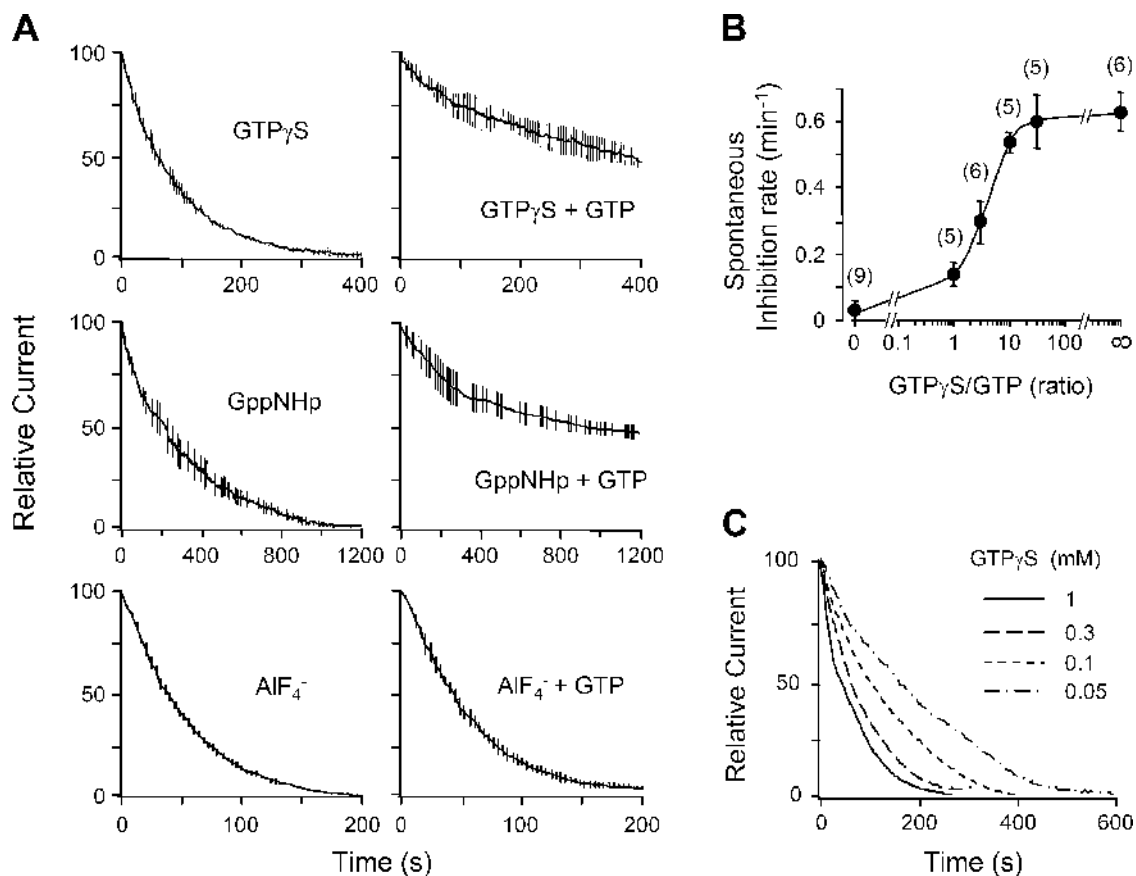 A
Relative Current
100
50
0
GTPγS
0 200 400
100
50
0
GTPγS + GTP
0 200 400
100
50
0
GppNHp
0 400 800 1200
GppNHp + GTP
0 400 800 1200
100
50
0
AlF4-
0 100 200
AlF4- + GTP
0 100 200
Time (s)
B
Spontaneous
Inhibition rate (min-1)
0.6
0.4
0.2
0
(9)
(5)
(6)
(5)
(5)
(6)
0 0.1 1 10 100 ∞
GTPγS/GTP (ratio)
C
Relative Current
100
50
0
GTPγS (mM)
1
0.3
0.1
0.05
0 200 400 600
Time (s)